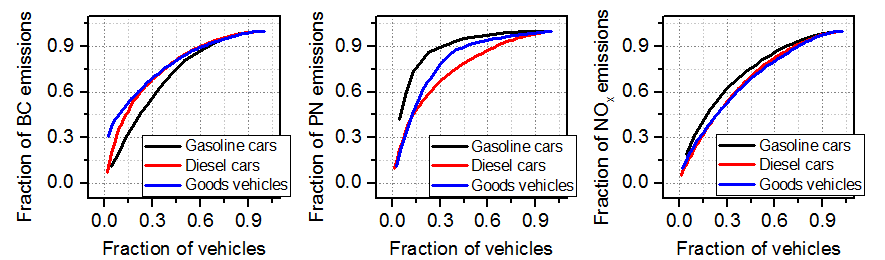 Fraction of BC emissions
0.9
0.6
0.3
0.0
Gasoline cars
Diesel cars
Goods vehicles
0.0 0.3 0.6 0.9
Fraction of vehicles
Fraction of PN emissions
0.9
0.6
0.3
0.0
Gasoline cars
Diesel cars
Goods vehicles
0.0 0.3 0.6 0.9
Fraction of vehicles
Fraction of NOx emissions
0.9
0.6
0.3
0.0
Gasoline cars
Diesel cars
Goods vehicles
0.0 0.3 0.6 0.9
Fraction of vehicles